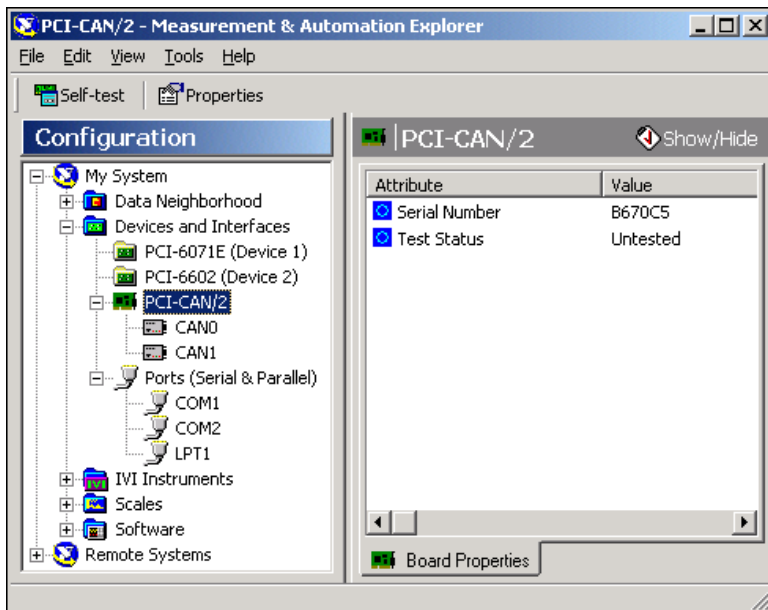 PCI-CAN/2 - Measurement & Automation Explorer
File Edit View Tools Help
Self-test Properties
Configuration
My System
Data Neighborhood
Devices and Interfaces
PCI-6071E (Device 1)
PCI-6602 (Device 2)
PCI-CAN/2
CAN0
CAN1
Ports (Serial & Parallel)
COM1
COM2
LPT1
IVI Instruments
Scales
Software
Remote Systems
PCI-CAN/2 Show/Hide
Attribute Value
Serial Number B670C5
Test Status Untested
Board Properties